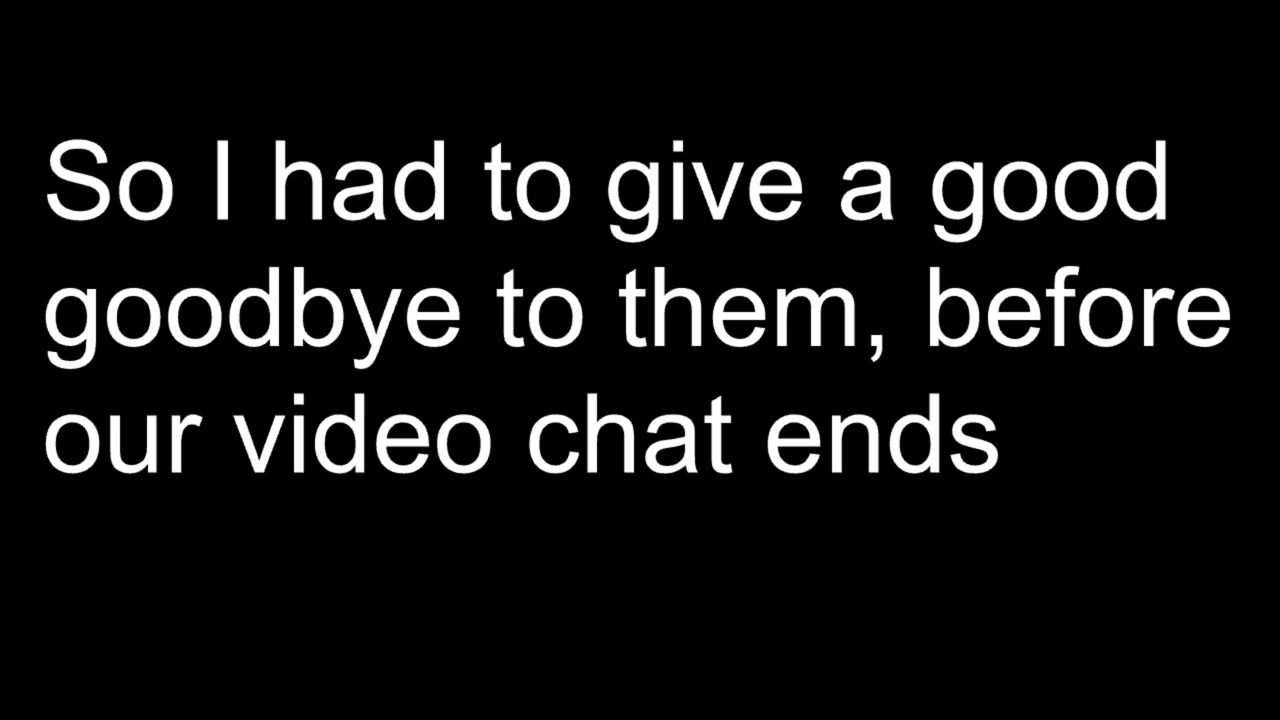 So I had to give a good
goodbye to them, before
our video chat ends